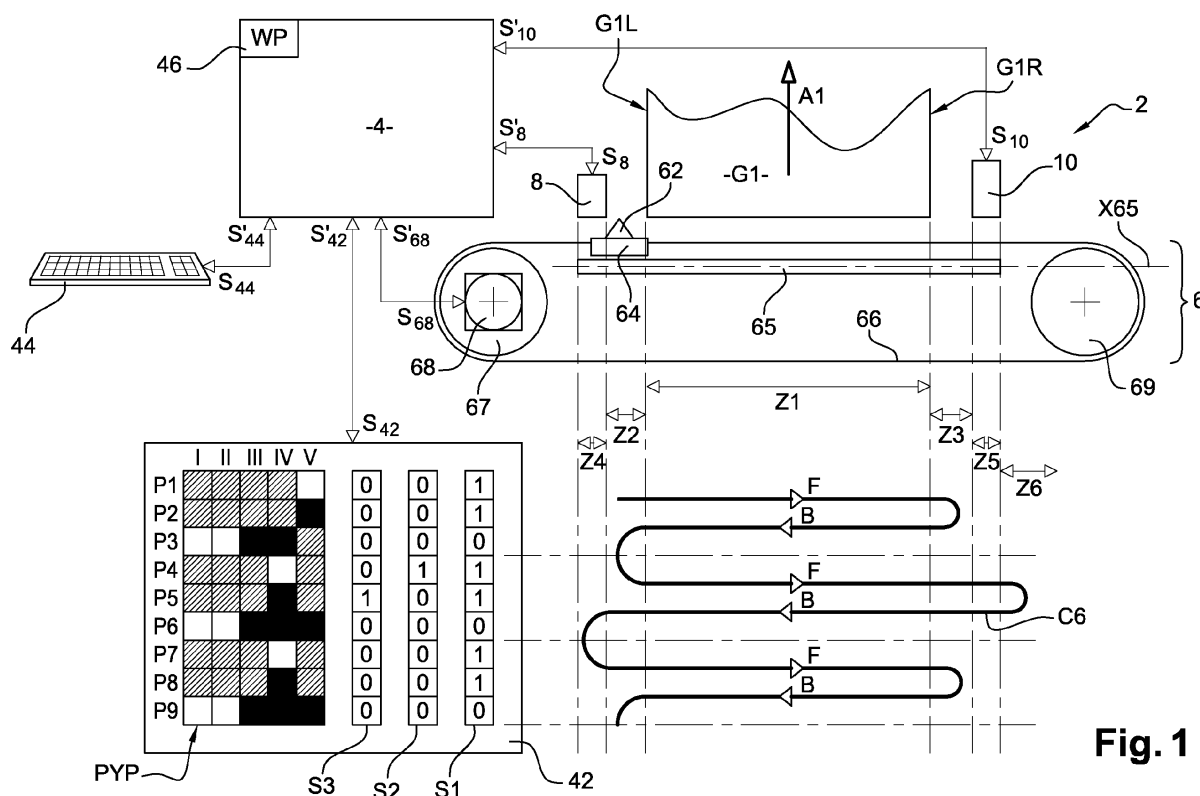 G1L
S'10
46
WP
G1R
A1
2
-4-
S'8
S10
S8
10
62
8
-G1-
X65
S'44
S'42
S'68
S44
6
S68
64
65
66
44
68
67
69
Z1
S42
Z2
Z3
Z4
Z5
Z6
I II III IV V
P1 0 0 1
F
P2 0 0 1
B
P3 0 0 0
P4 0 1 1
F
P5 1 0 1
B
C6
P6 0 0 0
P7 0 0 1
F
P8 0 0 1
B
P9 0 0 0
Fig. 1
PYP
S3
S2
S1
42